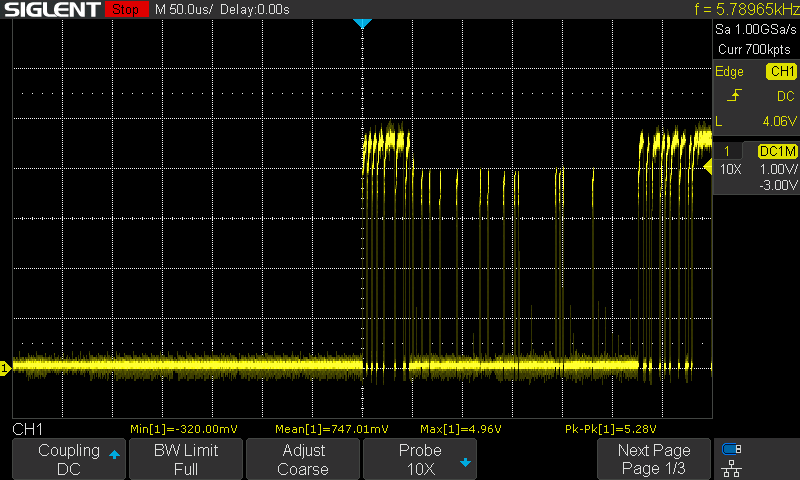 SIGLENT Stop M 50.0us/ Delay:0.00s f = 5.78965kHz
Sa 1.00GSa/s
Curr 700kpts
Edge CH1
DC
L 4.06V
1 DC1M
10X 1.00V/
-3.00V
1
CH1 Min[1]=-320.00mV Mean[1]=747.01mV Max[1]=4.96V Pk-Pk[1]=5.28V
Coupling BW Limit Adjust Probe Next Page
DC Full Coarse 10X Page 1/3